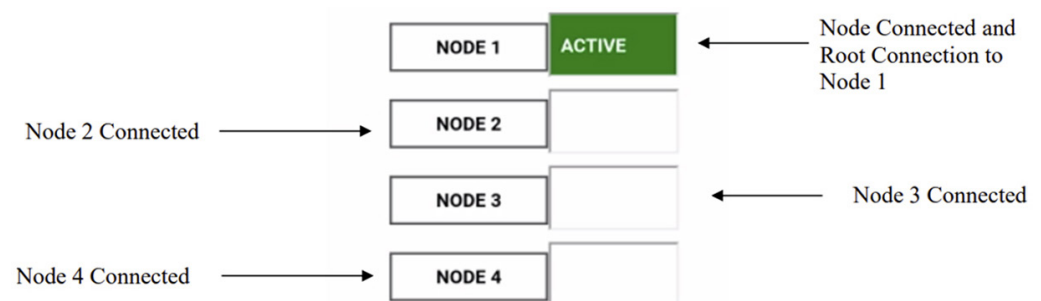 NODE 1
ACTIVE
Node Connected and
Root Connection to
Node 1
Node 2 Connected
NODE 2
NODE 3
Node 3 Connected
Node 4 Connected
NODE 4